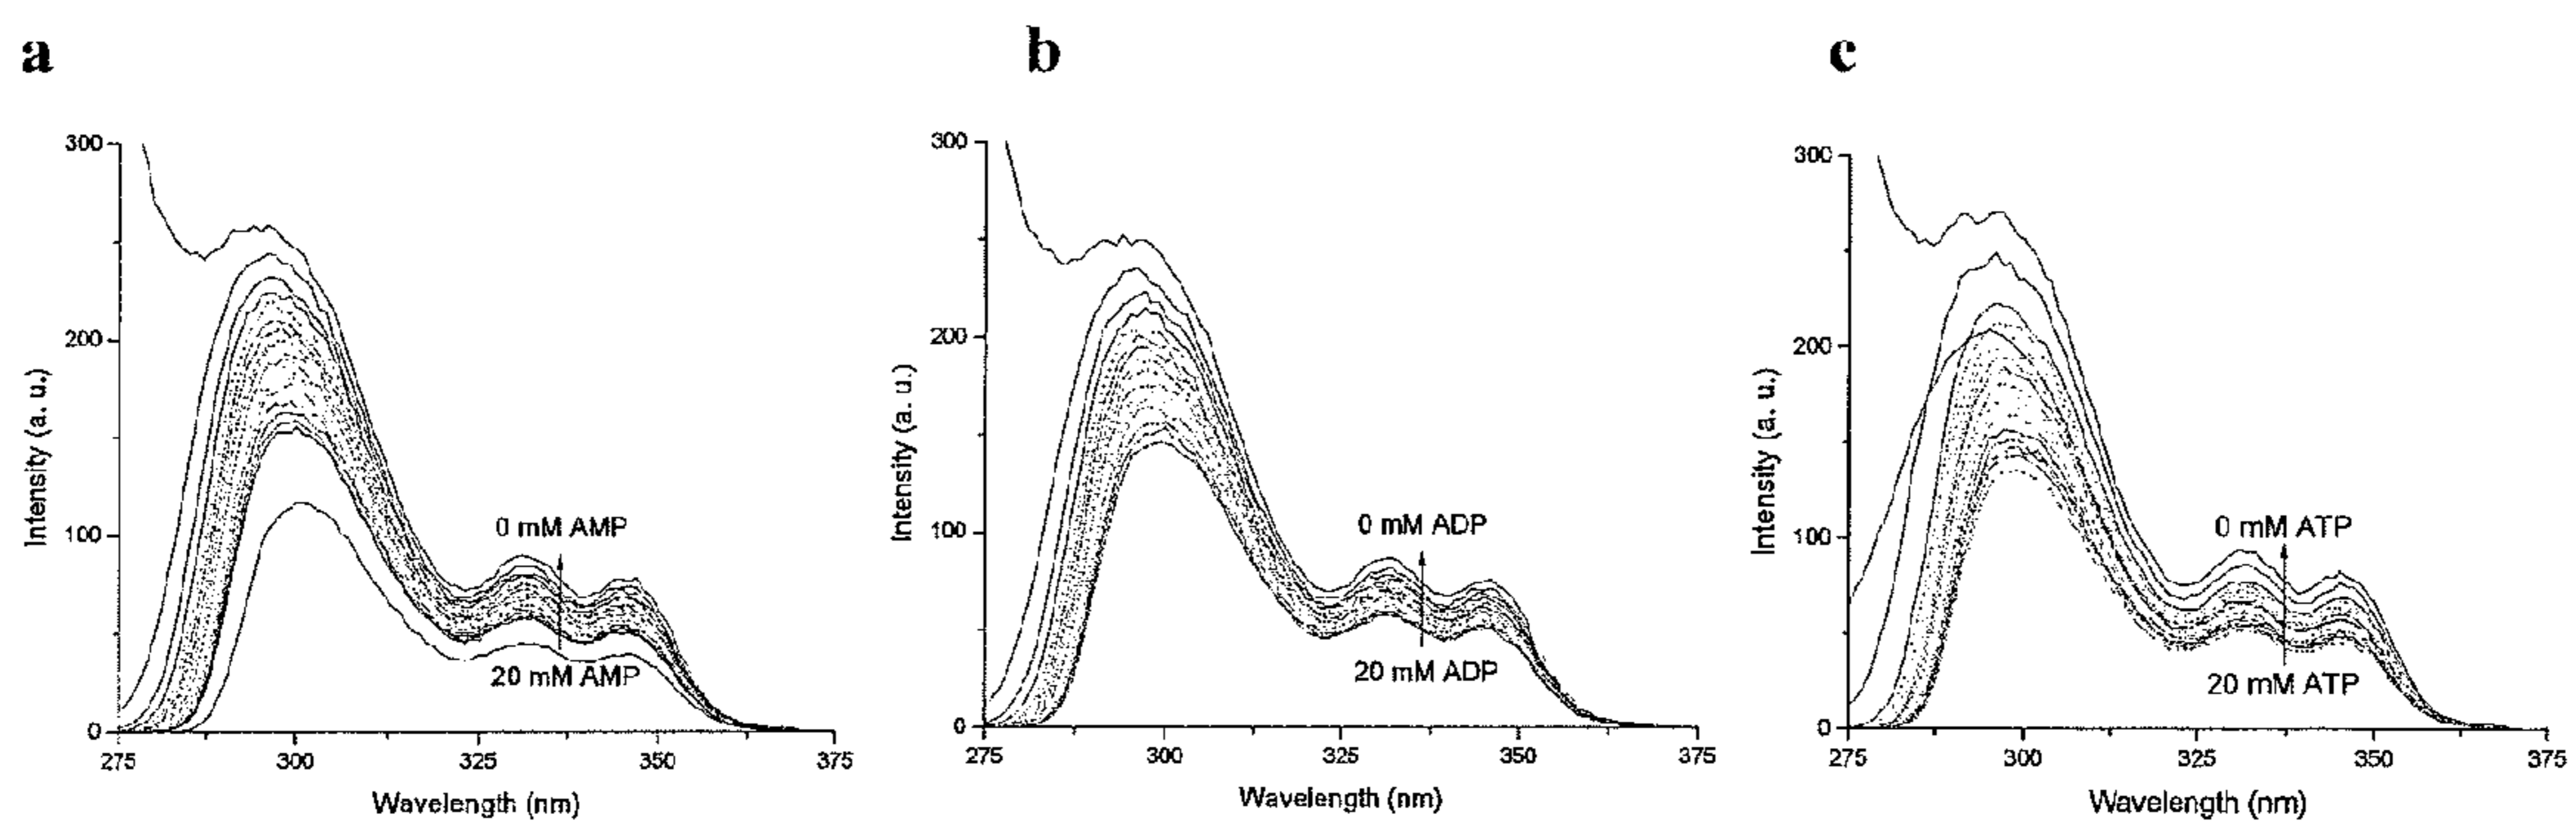 a
b
c
300
200
100
0
Intensity (a. u.)
0 mM AMP
20 mM AMP
275
300
325
350
375
Wavelength (nm)
300
200
100
0
Intensity (a. u.)
0 mM ADP
20 mM ADP
275
300
325
350
375
Wavelength (nm)
300
200
100
0
Intensity (a. u.)
0 mM ATP
20 mM ATP
275
300
325
350
375
Wavelength (nm)